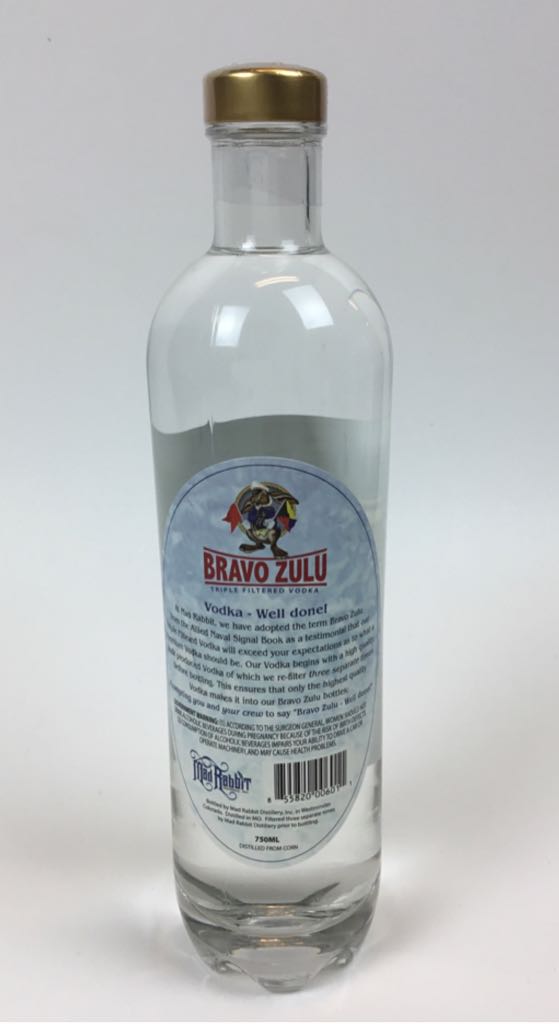 BRAVO ZULU
TRIPLE FILTERED VODKA
Vodka - Well done!
At Mad Rabbit, we have adopted the term Bravo Zulu
from the Allied Naval Signal Book as a testimonial that our
Triple Filtered Vodka will exceed your expectations as to what a
Vodka should be. Our Vodka begins with a high
produced Vodka of which we re-filter three separate times
before bottling. This ensures that only the highest quality
Vodka makes it into our Bravo Zulu bottles,
prompting you and your crew to say "Bravo Zulu - Well done!"
GOVERNMENT WARNING: (1) ACCORDING TO THE SURGEON GENERAL, WOMEN SHOULD NOT
DRINK ALCOHOLIC BEVERAGES DURING PREGNANCY BECAUSE OF THE RISK OF BIRTH DEFECTS.
(2) CONSUMPTION OF ALCOHOLIC BEVERAGES IMPAIRS YOUR ABILITY TO DRIVE A CAR OR
OPERATE MACHINERY, AND MAY CAUSE HEALTH PROBLEMS.
Mad Rabbit
8 55820 00601 1
Bottled by Mad Rabbit Distillery, Inc. in Westminster
Colorado. Distilled in MO. Filtered three separate times
by Mad Rabbit Distillery prior to bottling.
750ML
DISTILLED FROM CORN